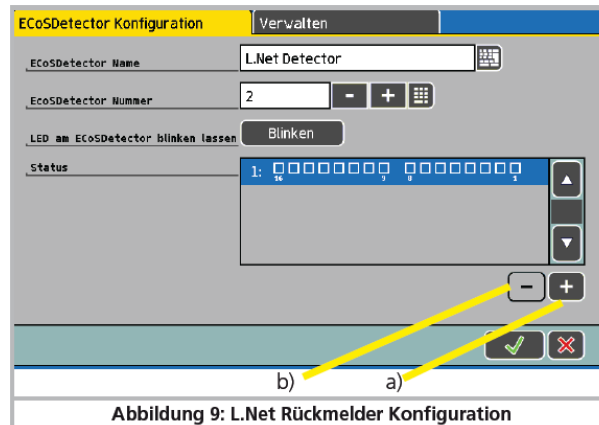 ECoSDetector Konfiguration
Verwalten
ECoSDetector Name
L.Net Detector
EcoSDetector Nummer
2
-
+
LED am ECoSDetector blinken lassen
Blinken
Status
1:
16 9 8 1
-
+
b) a)
Abbildung 9: L.Net Rückmelder Konfiguration